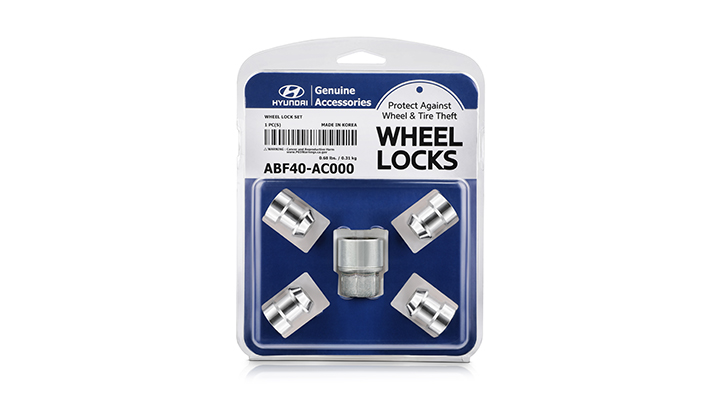 HYUNDAI
Genuine
Accessories
Protect Against
Wheel & Tire Theft
WHEEL
LOCKS
WHEEL LOCK SET
1 PC(S) MADE IN KOREA
WARNING : Cancer and Reproductive Harm
www.P65Warnings.ca.gov
0.68 lbs. / 0.31 kg
ABF40-AC000